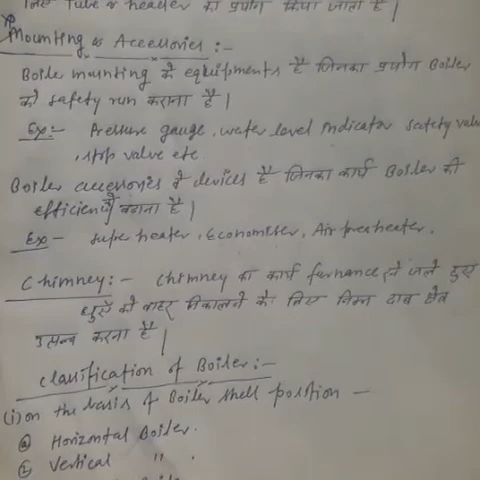 लिए Tube व header का प्रयोग किया जाता है|
Mounting & Accessories :-
Boile mounting वे equipments है जिनका प्रयोग Boiler
को safety run कराना है|
Ex:- Pressure gauge, water level indicator safety valve
, stop valve etc
Boiler accessories वे devices है जिनका कार्य Boiler की
efficiency बढाना है|
Ex - super heater, Economiser, Air preheater.
Chimney:- Chimney का कार्य furnance से जले हुए
धुएँ को बाहर निकालने के लिए निम्न दाब क्षेत्र
उत्पन्न करना है|
Classification of Boiler:-
(i) on the basis of Boiler shell position -
Horizontal Boiler.
Vertical " .